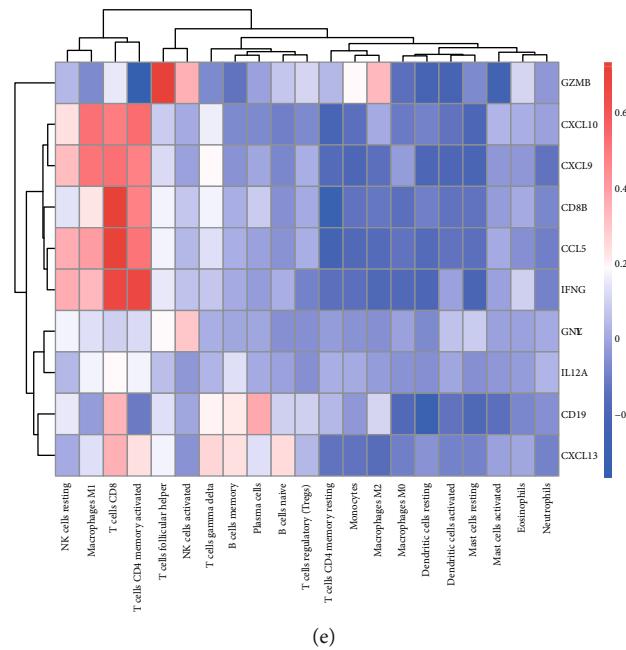 GZMB
CXCL10
CXCL9
CD8B
CCL5
IFNG
IL12A
CD19
CXCL13
0.6
0.4
0.2
0
−0
NK cells resting
Macrophages M1
T cells CD8
T cells CD4 memory activated
T cells follicular helper
NK cells activated
T cells gamma delta
B cells memory
Plasma cells
B cells naive
T cells regulatory (Tregs)
T cells CD4 memory resting
Monocytes
Macrophages M2
Macrophages M0
Dendritic cells resting
Dendritic cells activated
Mast cells resting
Mast cells activated
Eosinophils
Neutrophils
(e)